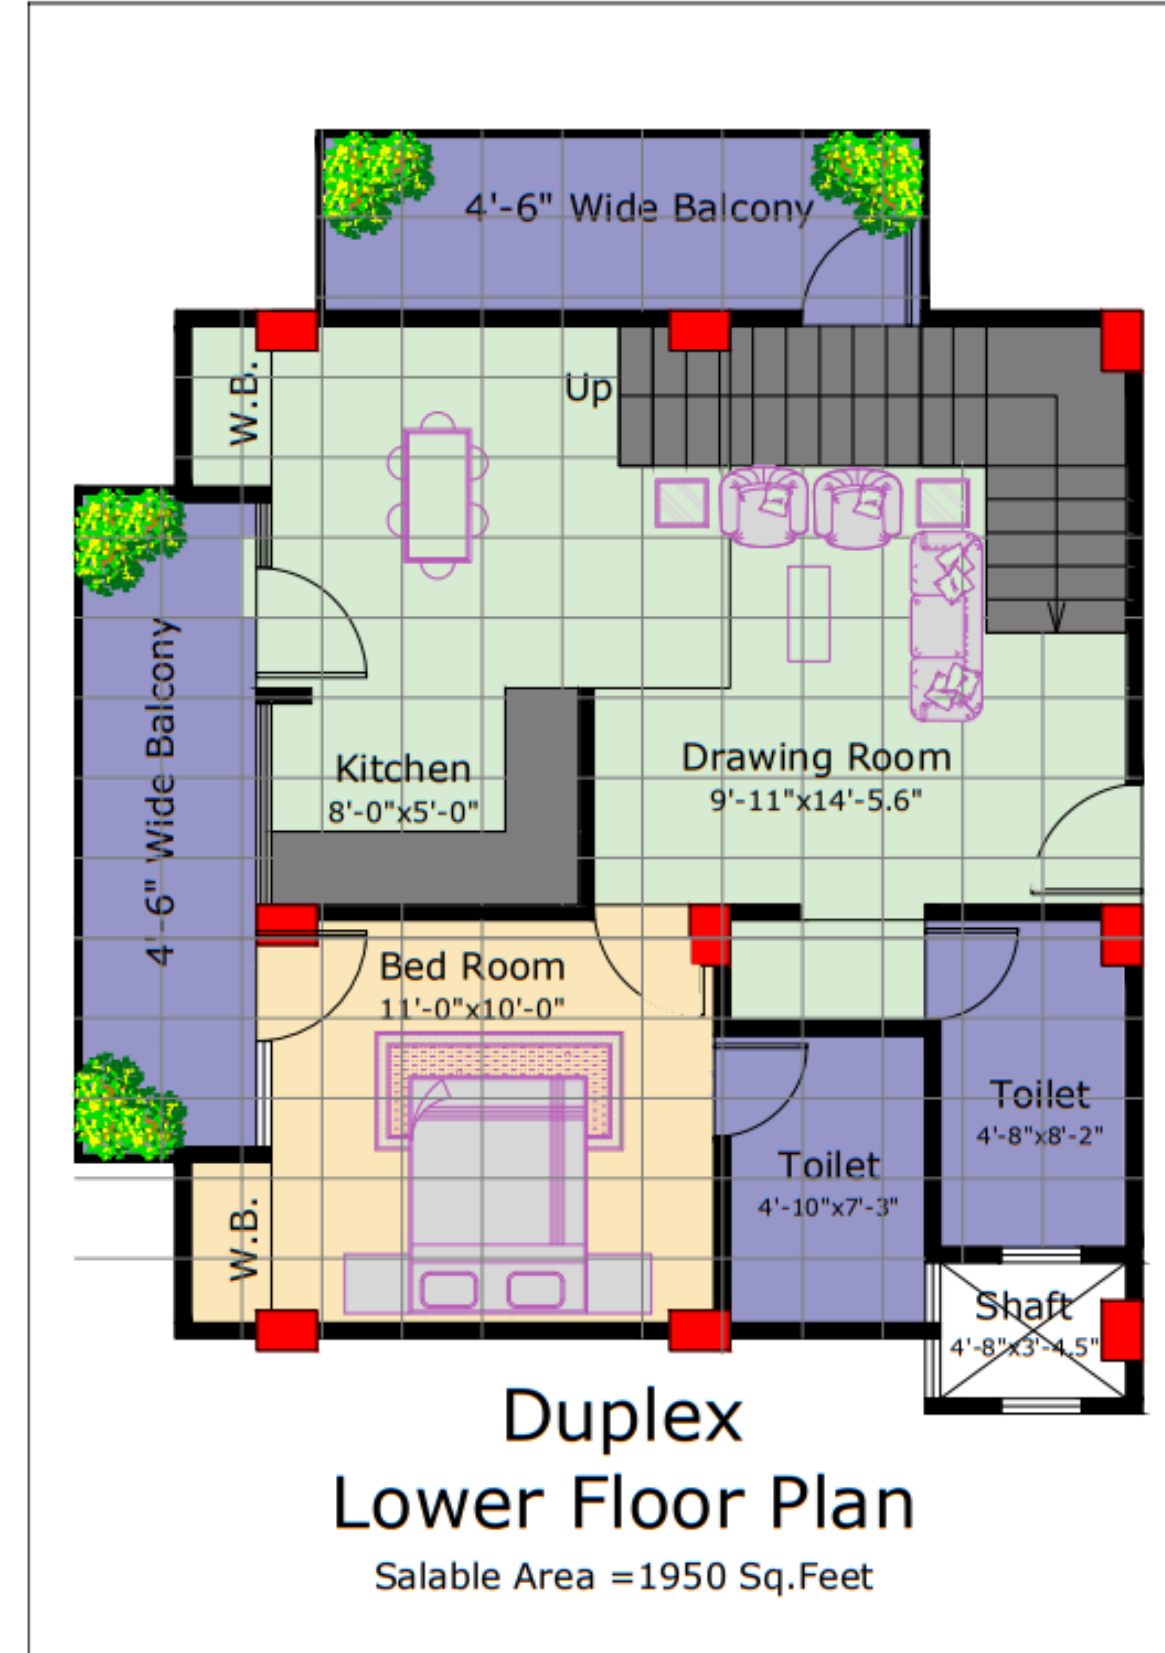 4'-6" Wide Balcony
W.B.
Up
4'-6" Wide Balcony
Kitchen
8'-0"x5'-0"
Drawing Room
9'-11"x14'-5.6"
Bed Room
11'-0"x10'-0"
Toilet
4'-8"x8'-2"
Toilet
4'-10"x7'-3"
W.B.
Shaft
4'-8"x3'-4.5"
Duplex
Lower Floor Plan
Salable Area =1950 Sq.Feet